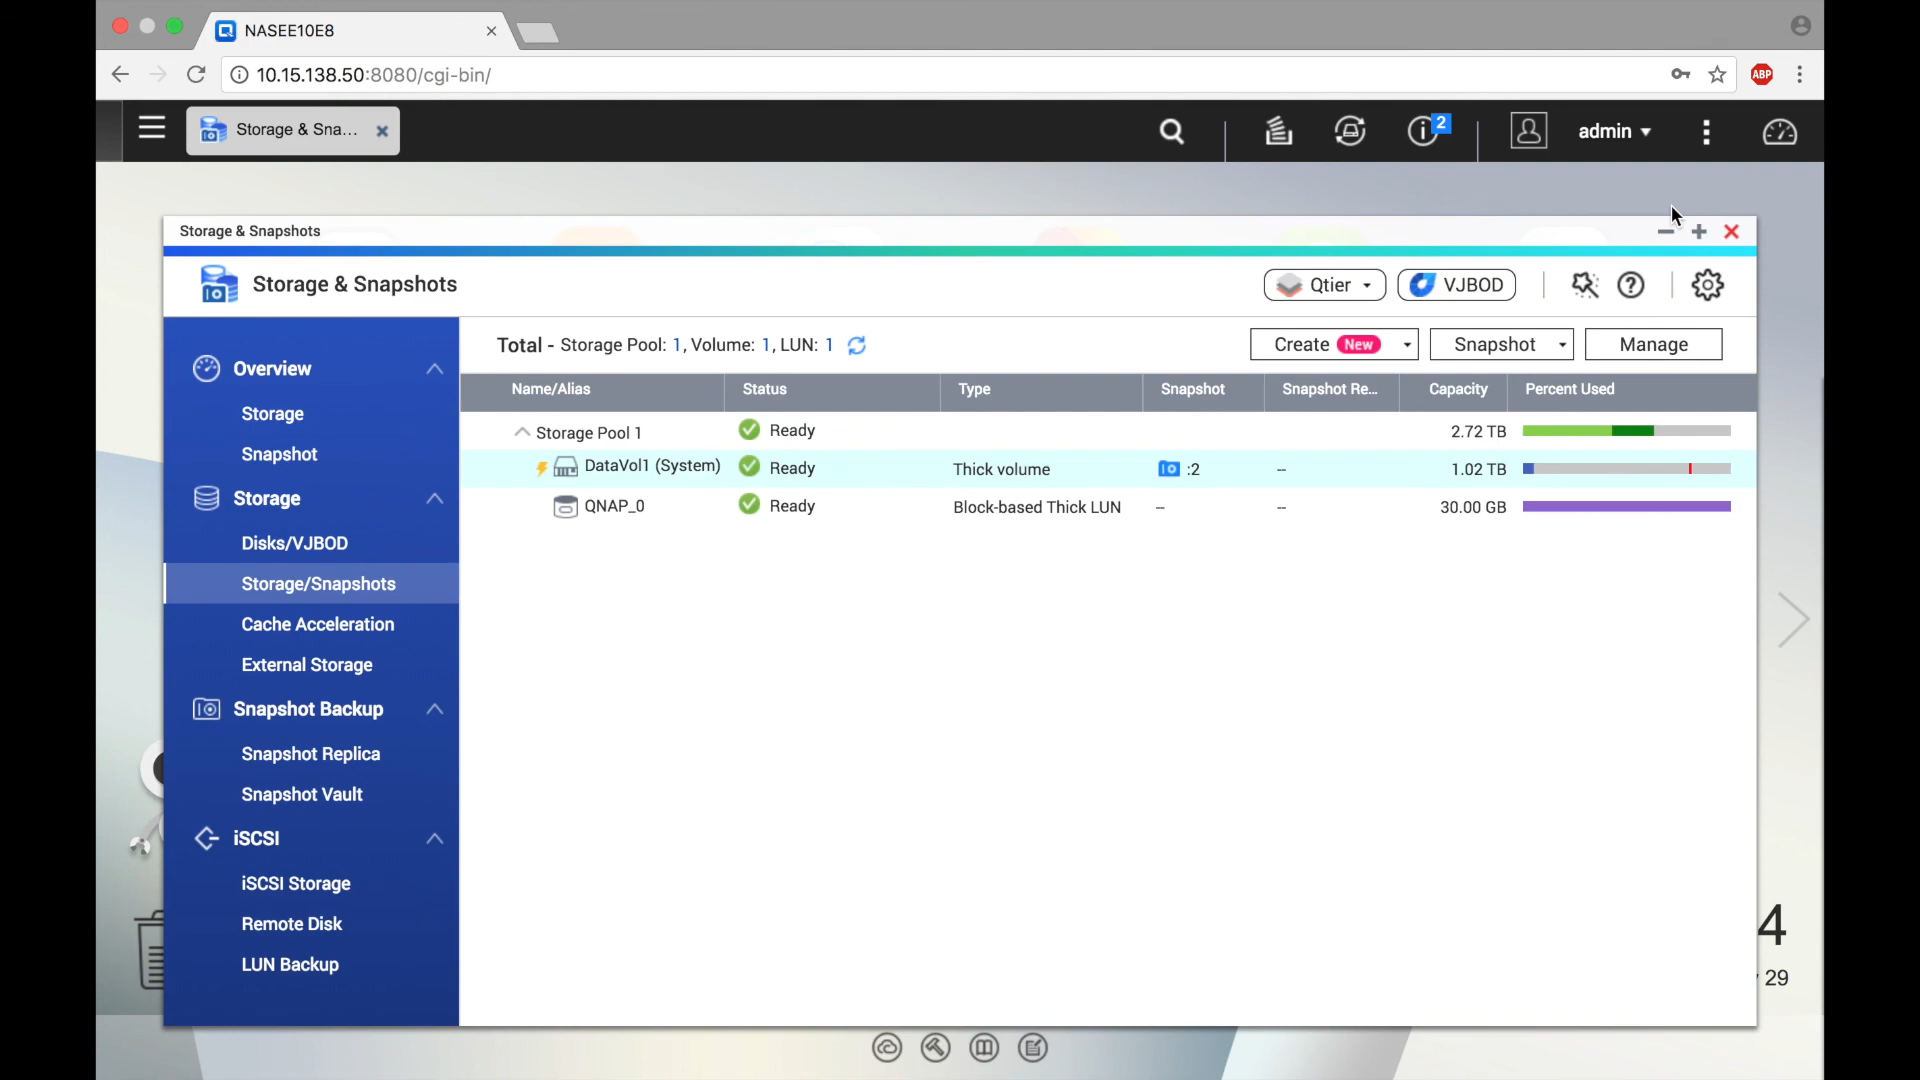 NASEE10E8
10.15.138.50:8080/cgi-bin/
ABP
Storage & Sna...
2
admin
Storage & Snapshots
Storage & Snapshots
Qtier
VJBOD
Overview
Storage
Snapshot
Storage
Disks/VJBOD
Storage/Snapshots
Cache Acceleration
External Storage
Snapshot Backup
Snapshot Replica
Snapshot Vault
iSCSI
iSCSI Storage
Remote Disk
LUN Backup
Total - Storage Pool: 1, Volume: 1, LUN: 1
Create New
Snapshot
Manage
Name/Alias Status Type Snapshot Snapshot Re... Capacity Percent Used
Storage Pool 1 Ready 2.72 TB
DataVol1 (System) Ready Thick volume :2 -- 1.02 TB
QNAP_0 Ready Block-based Thick LUN -- -- 30.00 GB
4
29